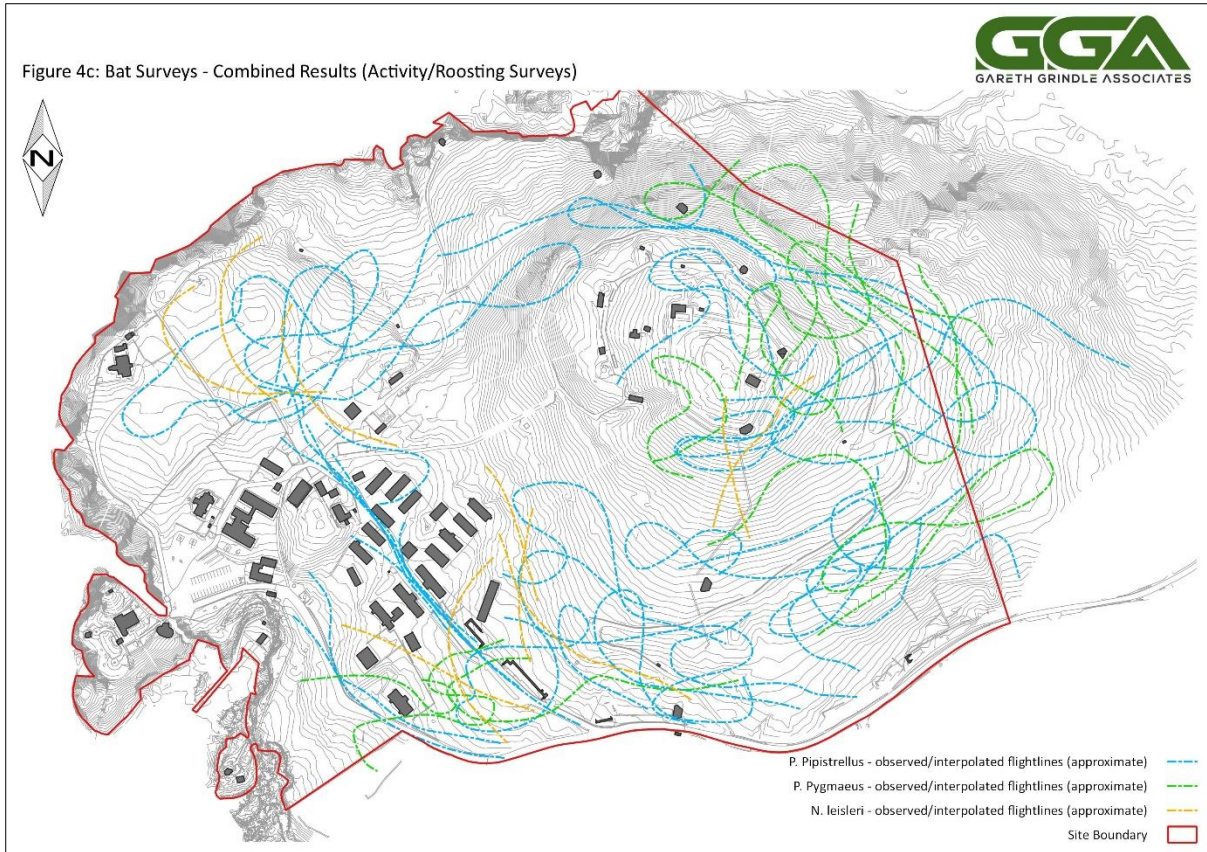 GGA
GARETH GRINDLE ASSOCIATES
Figure 4c: Bat Surveys - Combined Results (Activity/Roosting Surveys)
N
P. Pipistrellus - observed/interpolated flightlines (approximate)
P. Pygmaeus - observed/interpolated flightlines (approximate)
N. leisleri - observed/interpolated flightlines (approximate)
Site Boundary